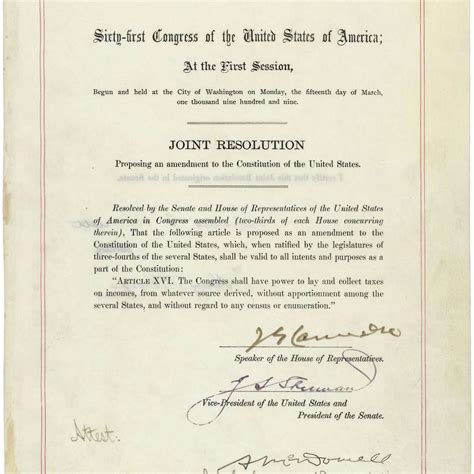 Sixty-first Congress of the United States of America;
At the First Session,
Begun and held at the City of Washington on Monday, the fifteenth day of March,
one thousand nine hundred and nine.
JOINT RESOLUTION
Proposing an amendment to the Constitution of the United States.
Resolved by the Senate and House of Representatives of the United States
of America in Congress assembled (two-thirds of each House concurring
therein), That the following article is proposed as an amendment to the
Constitution of the United States, which, when ratified by the legislatures
of three-fourths of the several States, shall be valid to all intents and purposes as
a part of the Constitution:
"ARTICLE XVI. The Congress shall have power to lay and collect taxes
on incomes, from whatever source derived, without apportionment among the
several States, and without regard to any census or enumeration."
Speaker of the House of Representatives.
J S Sherman
Vice-President of the United States and
President of the Senate.
Attest.